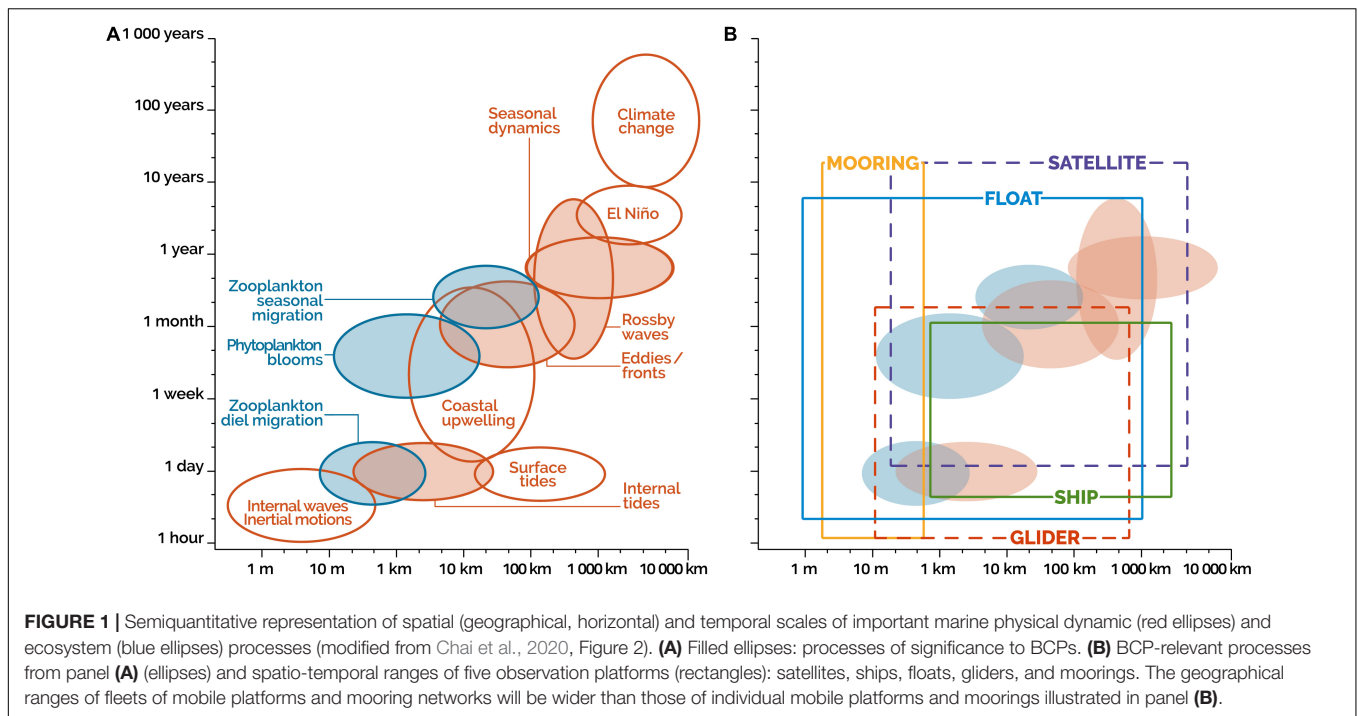 A
1 000 years
100 years
10 years
1 year
1 month
1 week
1 day
1 hour
1 m
10 m
1 km
10 km
100 km
1 000 km
10 000 km
Seasonal
dynamics
Climate
change
El Niño
Zooplankton
seasonal
migration
Phytoplankton
blooms
Rossby
waves
Eddies /
fronts
Zooplankton
diel migration
Coastal
upwelling
Surface
tides
Internal
tides
Internal waves
Inertial motions
B
MOORING
SATELLITE
FLOAT
SHIP
GLIDER
1 m
10 m
1 km
10 km
100 km
1 000 km
10 000 km
FIGURE 1 | Semiquantitative representation of spatial (geographical, horizontal) and temporal scales of important marine physical dynamic (red ellipses) and
ecosystem (blue ellipses) processes (modified from Chai et al., 2020, Figure 2). (A) Filled ellipses: processes of significance to BCPs. (B) BCP-relevant processes
from panel (A) (ellipses) and spatio-temporal ranges of five observation platforms (rectangles): satellites, ships, floats, gliders, and moorings. The geographical
ranges of fleets of mobile platforms and mooring networks will be wider than those of individual mobile platforms and moorings illustrated in panel (B).